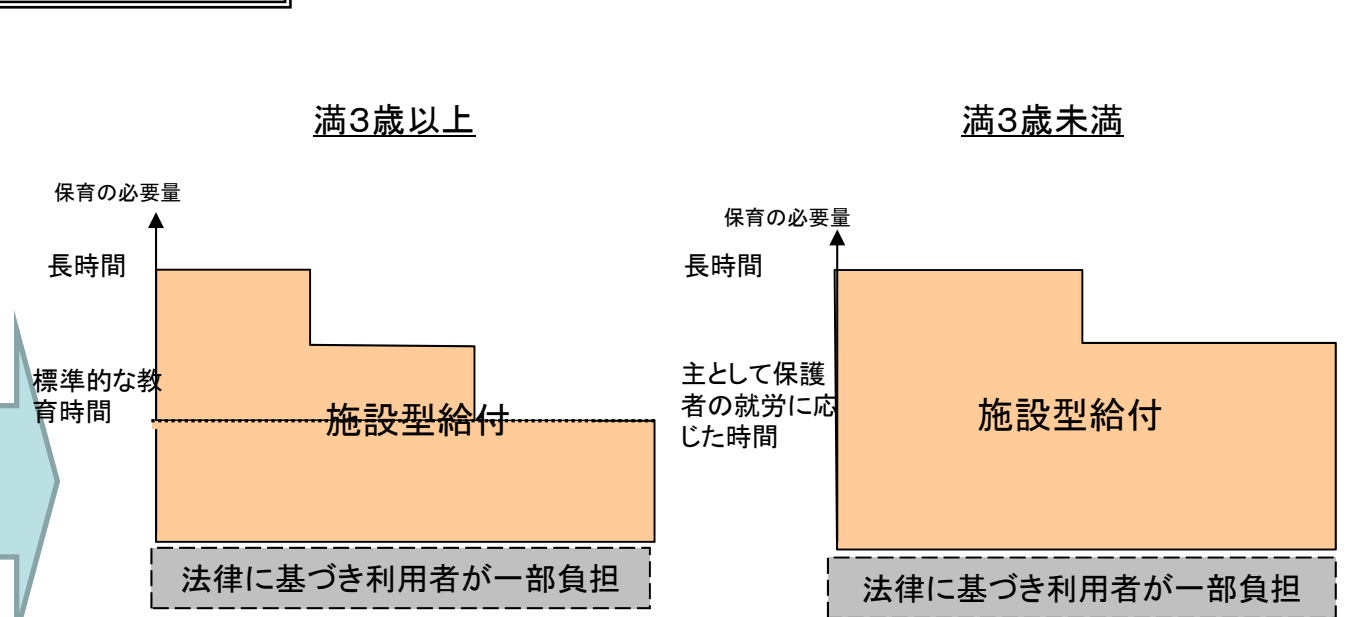 満３歳以上
満３歳未満
保育の必要量
保育の必要量
長時間
長時間
標準的な教
育時間
主として保護
者の就労に応
じた時間
施設型給付
施設型給付
法律に基づき利用者が一部負担
法律に基づき利用者が一部負担